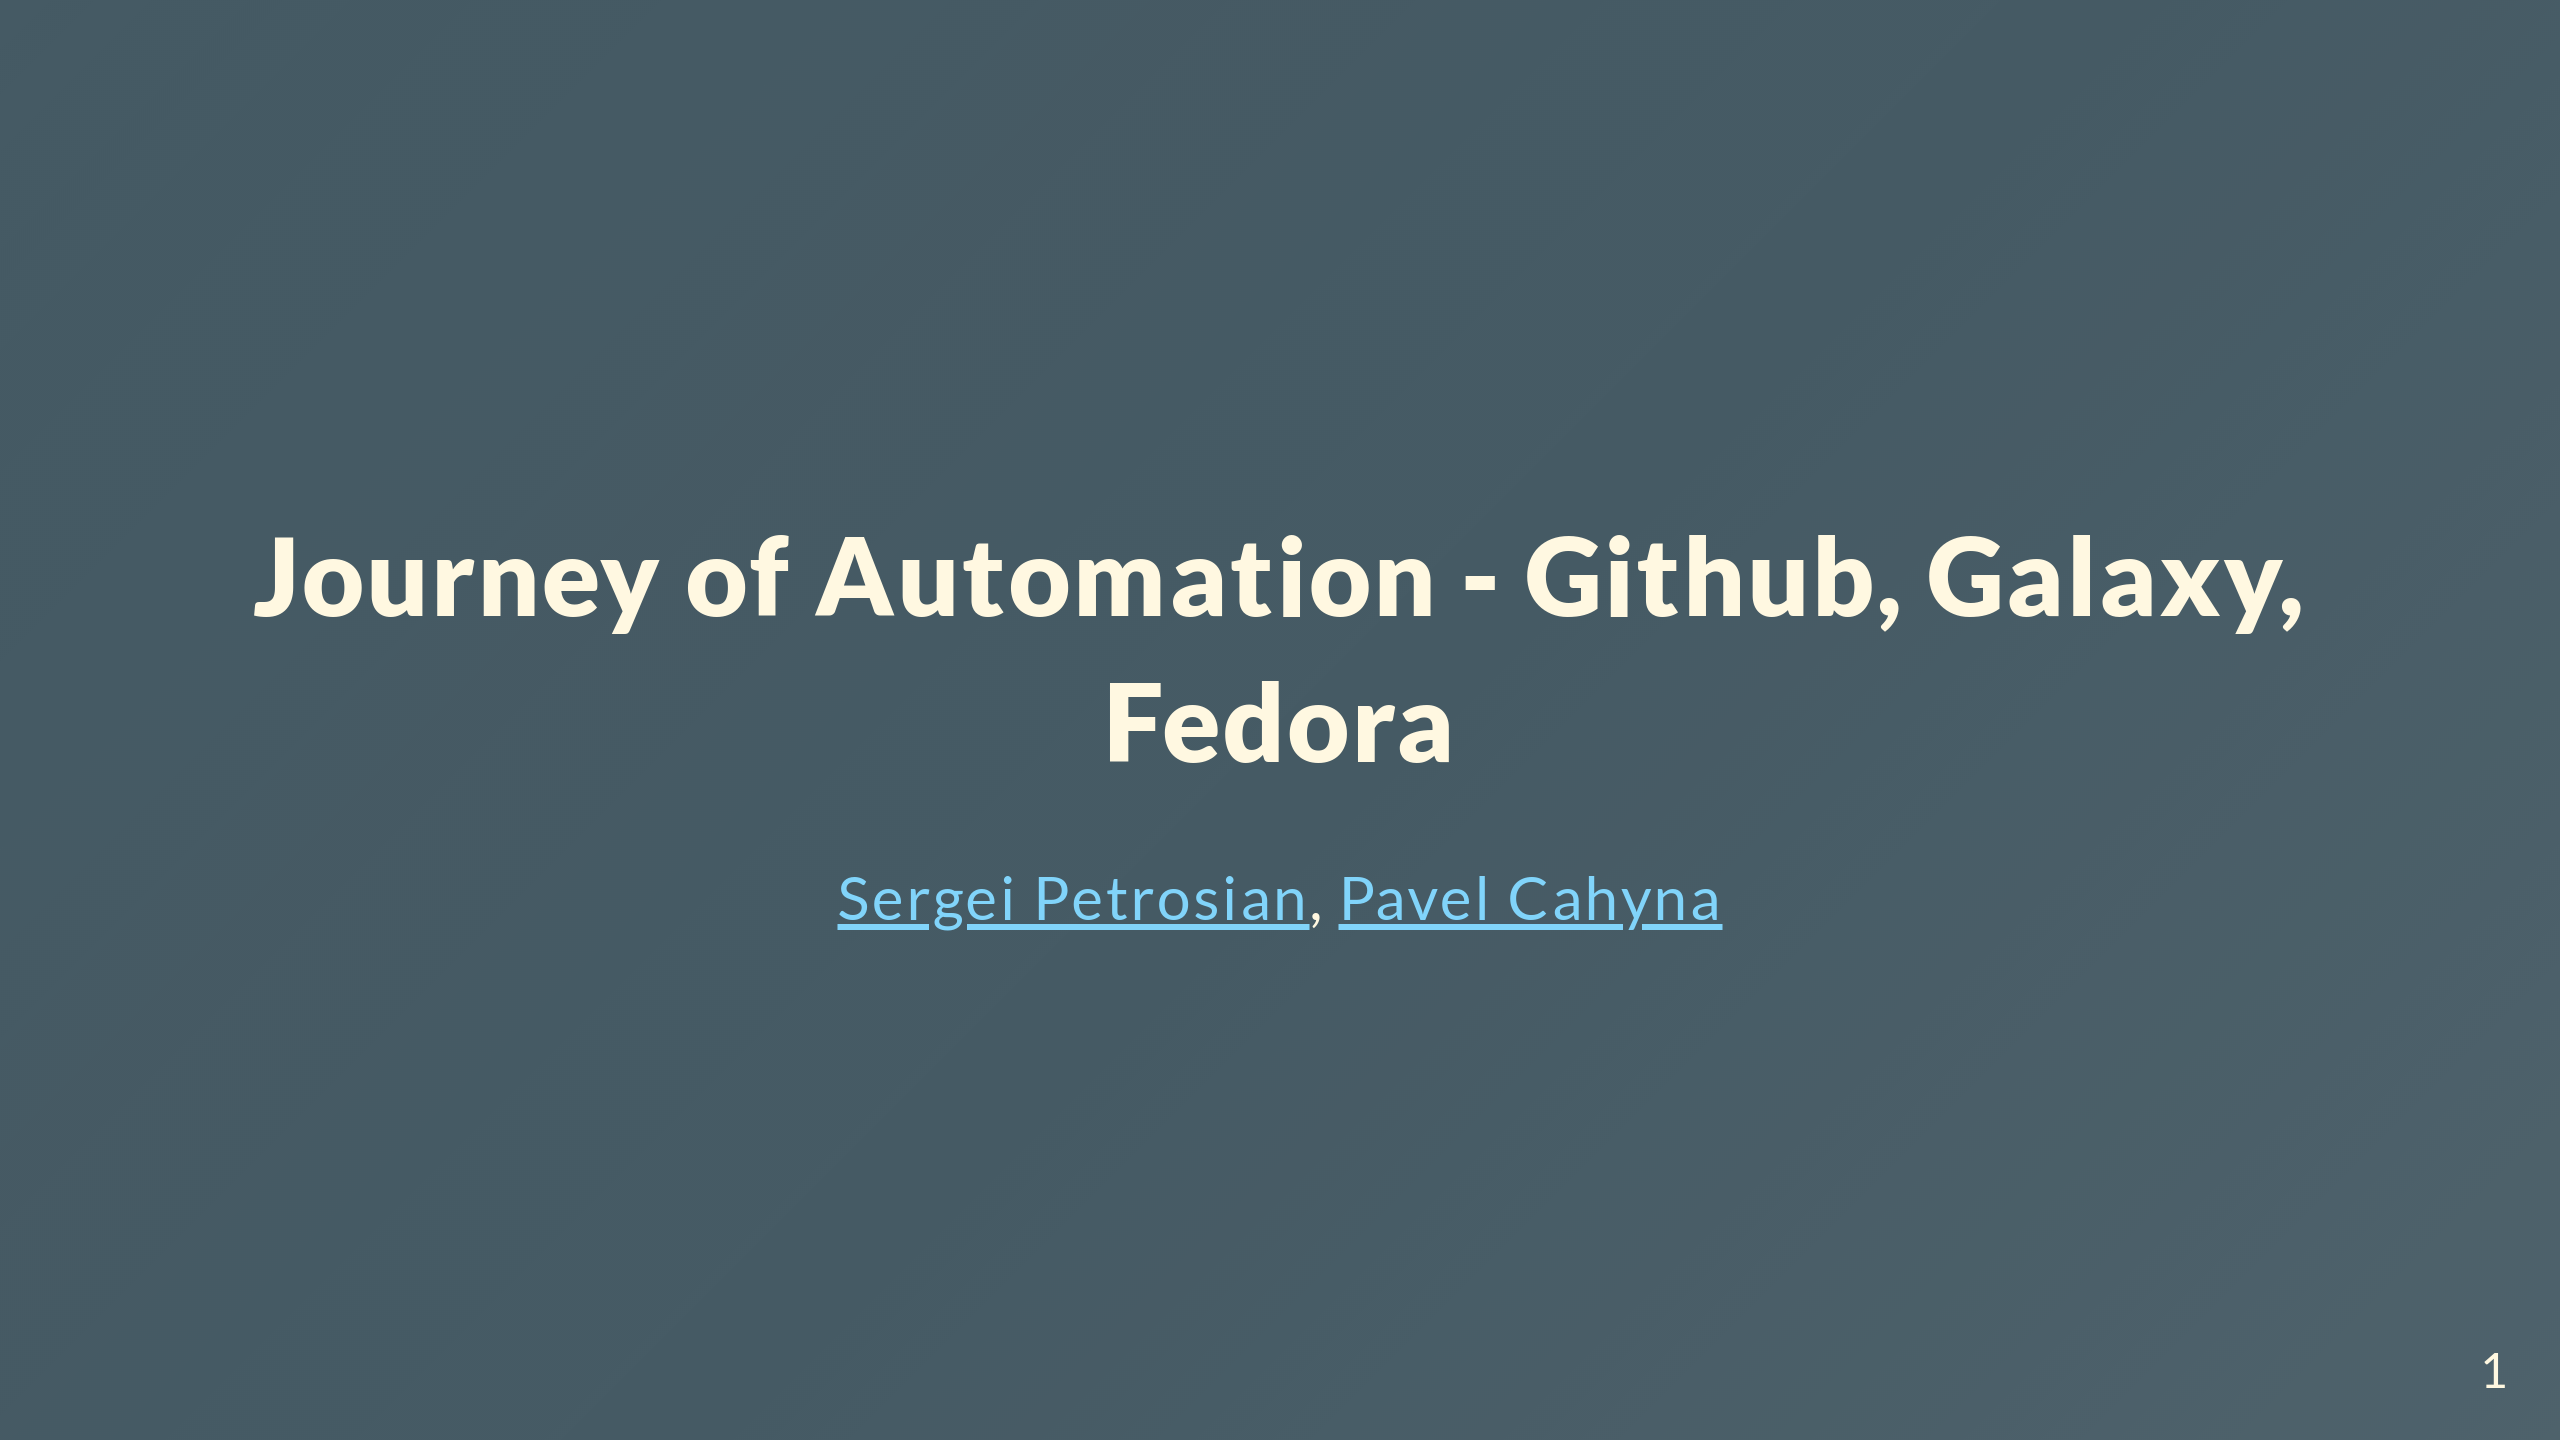 Journey of Automation - Github, Galaxy,
Fedora
Sergei Petrosian, Pavel Cahyna
1